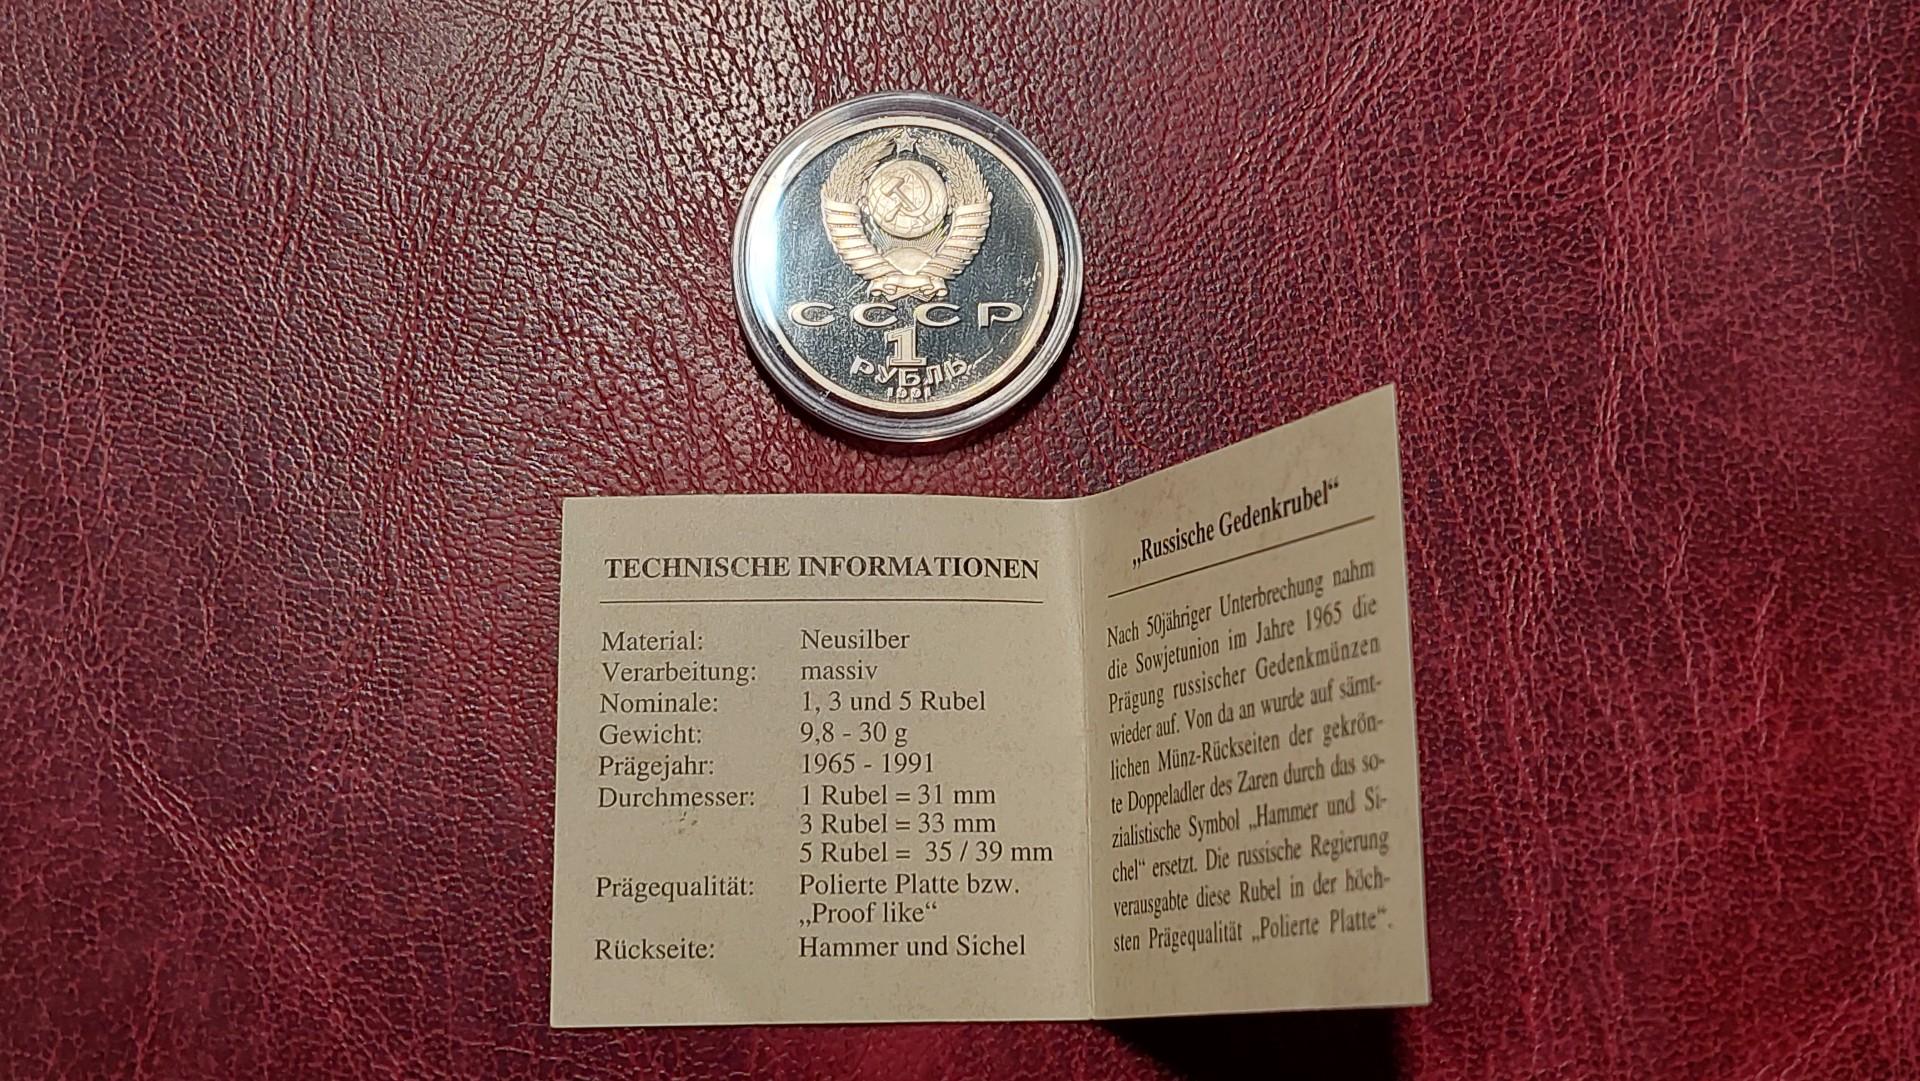 СССР
1
РУБЛЬ
1991
TECHNISCHE INFORMATIONEN
Material: Neusilber
Verarbeitung: massiv
Nominale: 1, 3 und 5 Rubel
Gewicht: 9,8 - 30 g
Prägejahr: 1965 - 1991
Durchmesser: 1 Rubel = 31 mm
3 Rubel = 33 mm
5 Rubel = 35 / 39 mm
Prägequalität: Polierte Platte bzw.
„Proof like“
Rückseite: Hammer und Sichel
„Russische Gedenkrubel“
Nach 50jähriger Unterbrechung nahm
die Sowjetunion im Jahre 1965 die
Prägung russischer Gedenkmünzen
wieder auf. Von da an wurde auf sämt-
lichen Münz-Rückseiten der gekrön-
te Doppeladler des Zaren durch das so-
zialistische Symbol „Hammer und Si-
chel“ ersetzt. Die russische Regierung
verausgabte diese Rubel in der höch-
sten Prägequalität „Polierte Platte“.